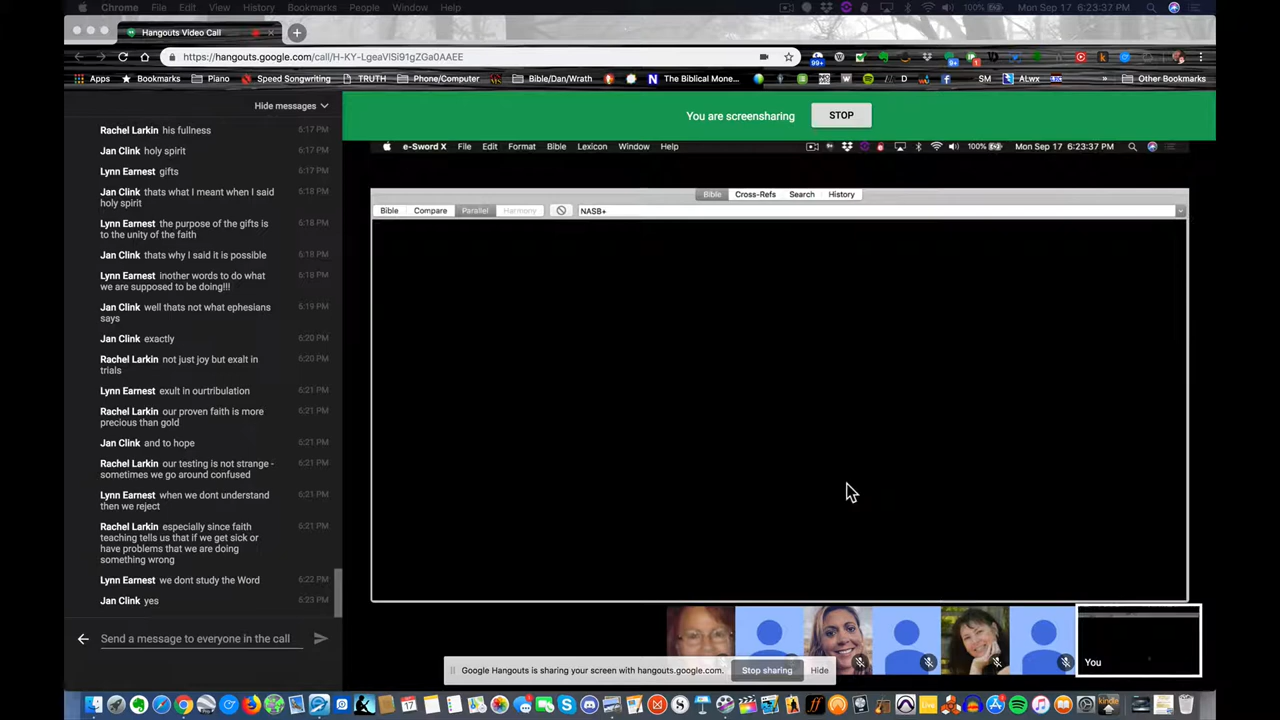 Chrome File Edit View History Bookmarks People Window Help 100% Mon Sep 17 6:23:37 PM
Hangouts Video Call
https://hangouts.google.com/call/H-KY-LgeaVISi91gZGa0AAEE
Apps Bookmarks Piano Speed Songwriting TRUTH Phone/Computer Bible/Dan/Wrath The Biblical Mone... SM ALwx Other Bookmarks
Hide messages
You are screensharing STOP
Rachel Larkin his fullness 6:17 PM
Jan Clink holy spirit 6:17 PM
Lynn Earnest gifts 6:17 PM
Jan Clink thats what I meant when I said 6:18 PM
holy spirit
Lynn Earnest the purpose of the gifts is 6:18 PM
to the unity of the faith
Jan Clink thats why I said it is possible 6:18 PM
Lynn Earnest inother words to do what 6:18 PM
we are supposed to be doing!!!
Jan Clink well thats not what ephesians 6:19 PM
says
Jan Clink exactly 6:20 PM
Rachel Larkin not just joy but exalt in 6:20 PM
trials
Lynn Earnest exult in ourtribulation 6:21 PM
Rachel Larkin our proven faith is more 6:21 PM
precious than gold
Jan Clink and to hope 6:21 PM
Rachel Larkin our testing is not strange - 6:21 PM
sometimes we go around confused
Lynn Earnest when we dont understand 6:21 PM
then we reject
Rachel Larkin especially since faith 6:21 PM
teaching tells us that if we get sick or
have problems that we are doing
something wrong
Lynn Earnest we dont study the Word 6:22 PM
Jan Clink yes 6:23 PM
Send a message to everyone in the call
e-Sword X File Edit Format Bible Lexicon Window Help 100% Mon Sep 17 6:23:37 PM
Bible Cross-Refs Search History
Bible Compare Parallel Harmony NASB+
You
Google Hangouts is sharing your screen with hangouts.google.com. Stop sharing Hide
17
kindle